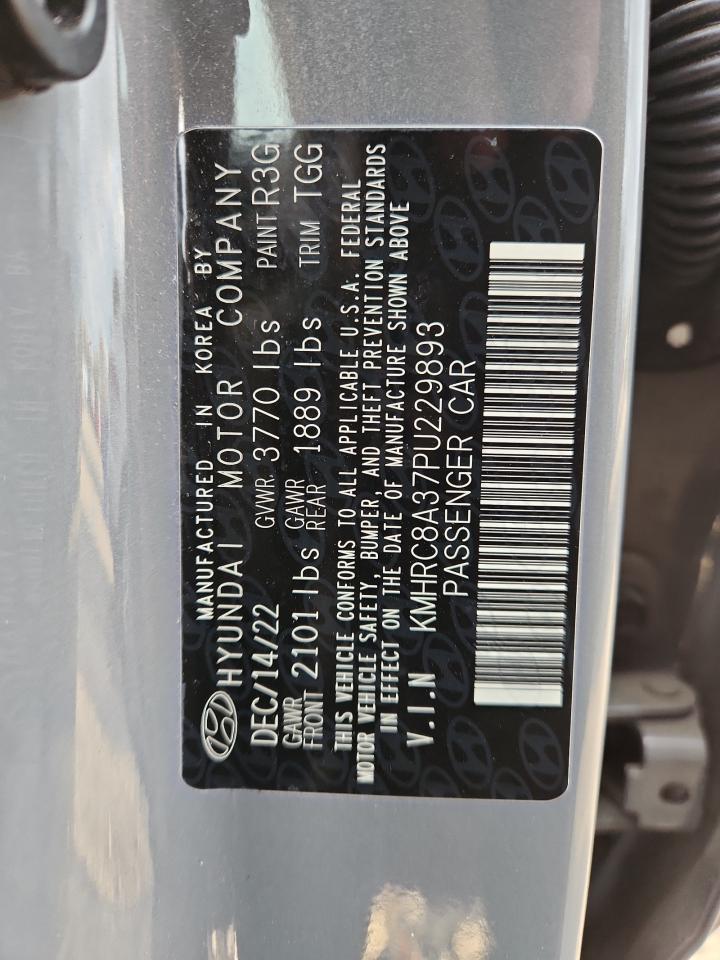 MANUFACTURED IN KOREA BY
HYUNDAI MOTOR COMPANY
DEC/14/22 GVWR 3770 lbs PAINT R3G
GAWR FRONT 2101 lbs GAWR REAR 1889 lbs TRIM TGG
THIS VEHICLE CONFORMS TO ALL APPLICABLE U.S.A. FEDERAL
MOTOR VEHICLE SAFETY, BUMPER, AND THEFT PREVENTION STANDARDS
IN EFFECT ON THE DATE OF MANUFACTURE SHOWN ABOVE
V.I.N KMHRC8A37PU229893
PASSENGER CAR